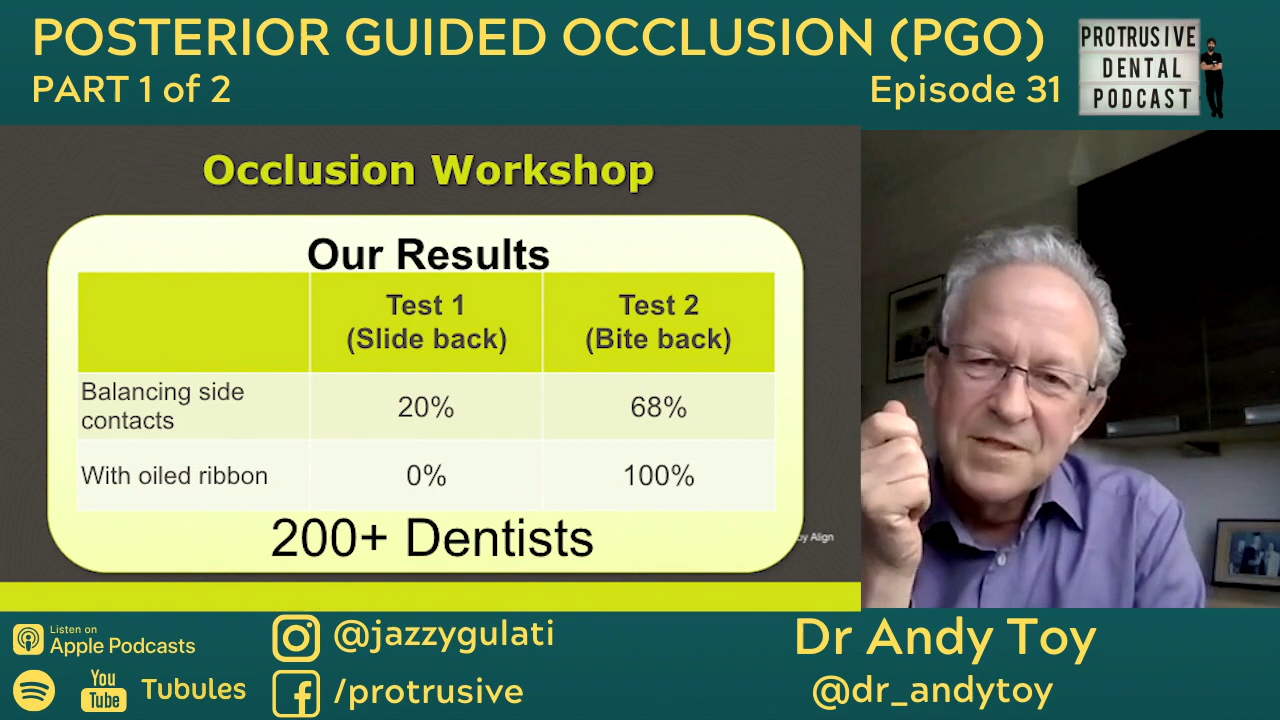 POSTERIOR GUIDED OCCLUSION (PGO)
PART 1 of 2
Episode 31
PROTRUSIVE
DENTAL
PODCAST
Occlusion Workshop
Our Results
Test 1
(Slide back)
Test 2
(Bite back)
Balancing side
contacts
20%
68%
With oiled ribbon
0%
100%
200+ Dentists
by Align
Listen on
Apple Podcasts
@jazzygulati
You
Tube
Tubules
/protrusive
Dr Andy Toy
@dr_andytoy